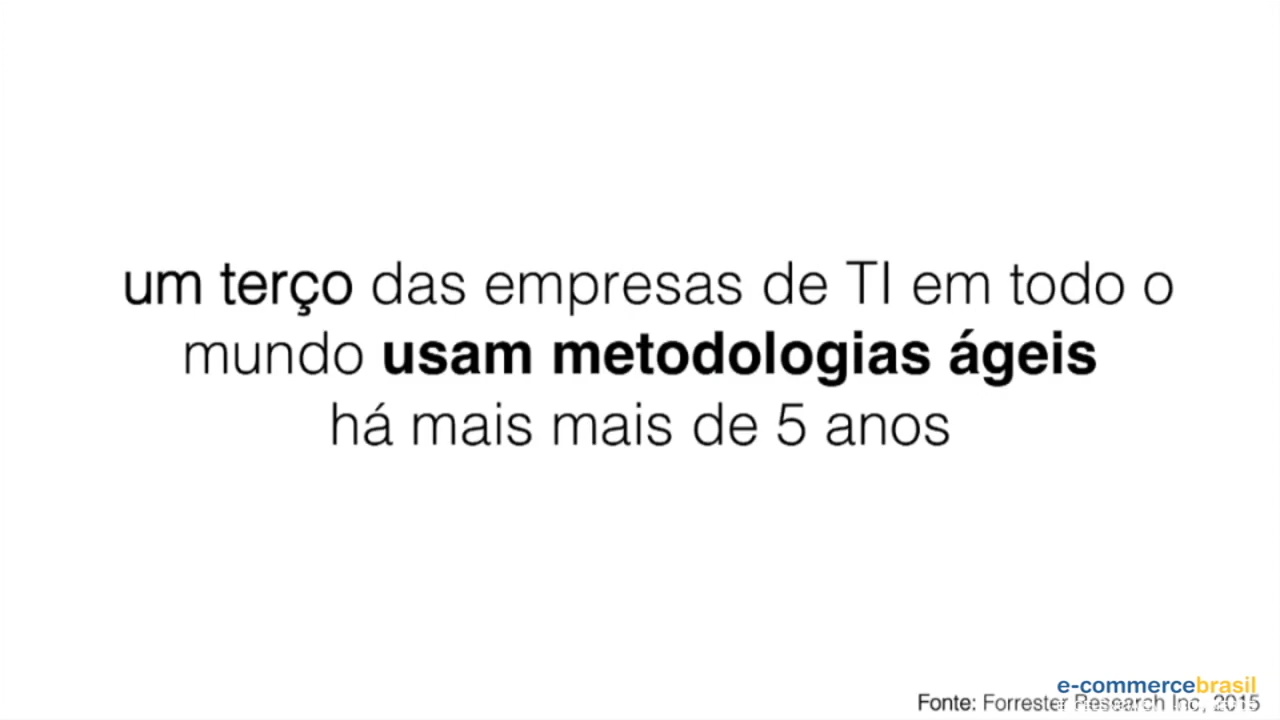 um terço das empresas de TI em todo o
mundo usam metodologias ágeis
há mais mais de 5 anos
e-commercebrasil
Fonte: Forrester Research Inc, 2015